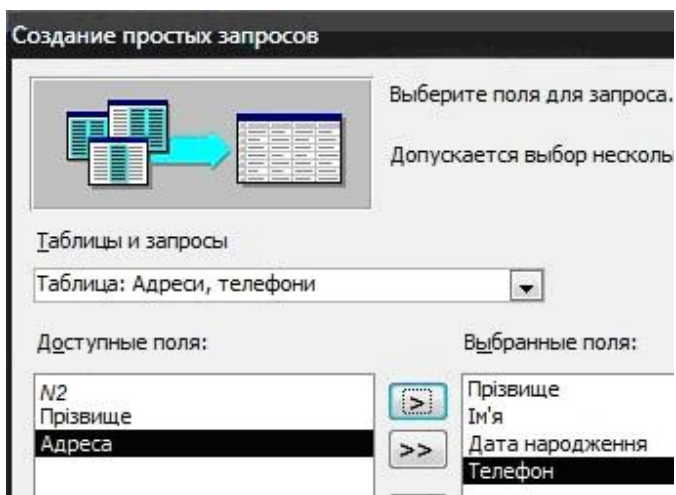 Создание простых запросов
Выберите поля для запроса.
Допускается выбор
Таблицы и запросы
Таблица: Адреси, телефони
Доступные поля:
Выбранные поля:
N2
Прізвище
Адреса
>
>>
Прізвище
Ім'я
Дата народження
Телефон